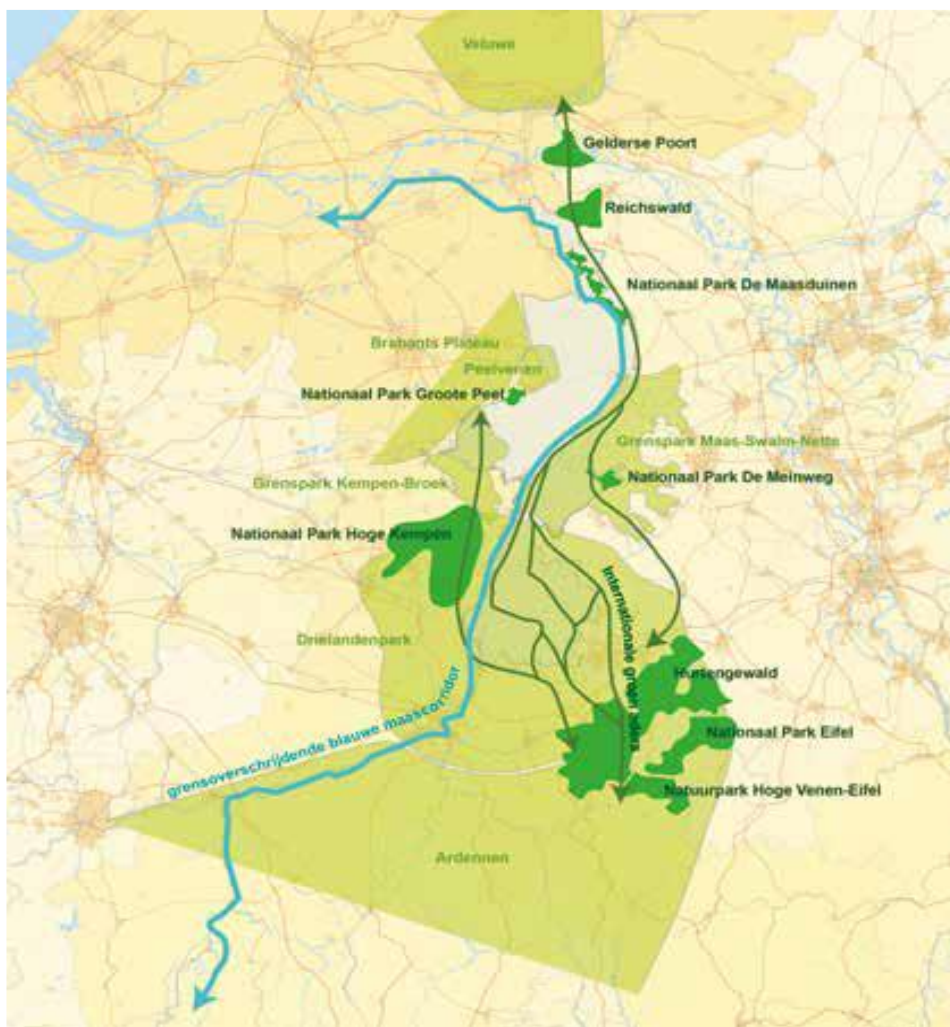 Veluwe
Gelderse Poort
Reichswald
Nationaal Park De Maasduinen
Brabants Plateau
Peelvenen
Nationaal Park Groote Peel
Grenspark Maas-Swalm-Nette
Nationaal Park De Meinweg
Grenspark Kempen-Broek
Nationaal Park Hoge Kempen
Internationale groen
Drielandenpark
grensoverschrijdende blauwe maascorridor
Nationaal Park Eifel
Natuurpark Hoge Venen-Eifel
Ardennen